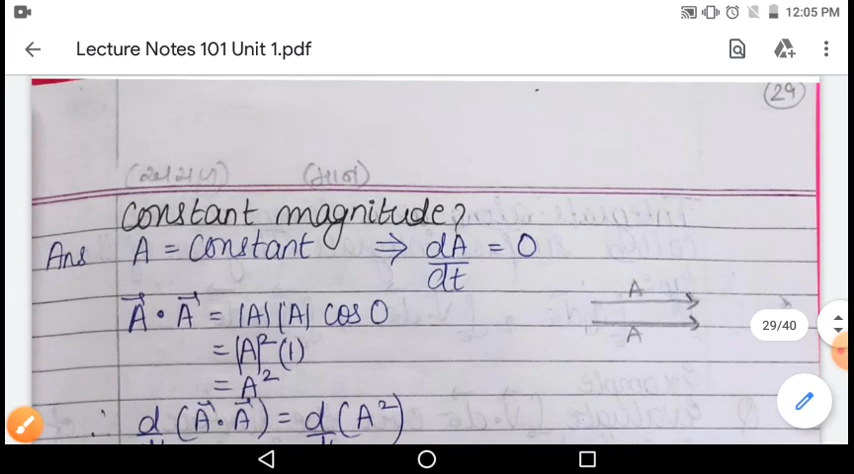 12:05 PM
Lecture Notes 101 Unit 1.pdf
(29)
(અચળ) (માન)
constant magnitude?
Ans A = constant ⇒ dA/dt = 0
A⃗ • A⃗ = |A| |A| cos 0
= |A|² (1)
= A²
∴ d (A⃗ • A⃗) = d (A²)
A
A
29/40